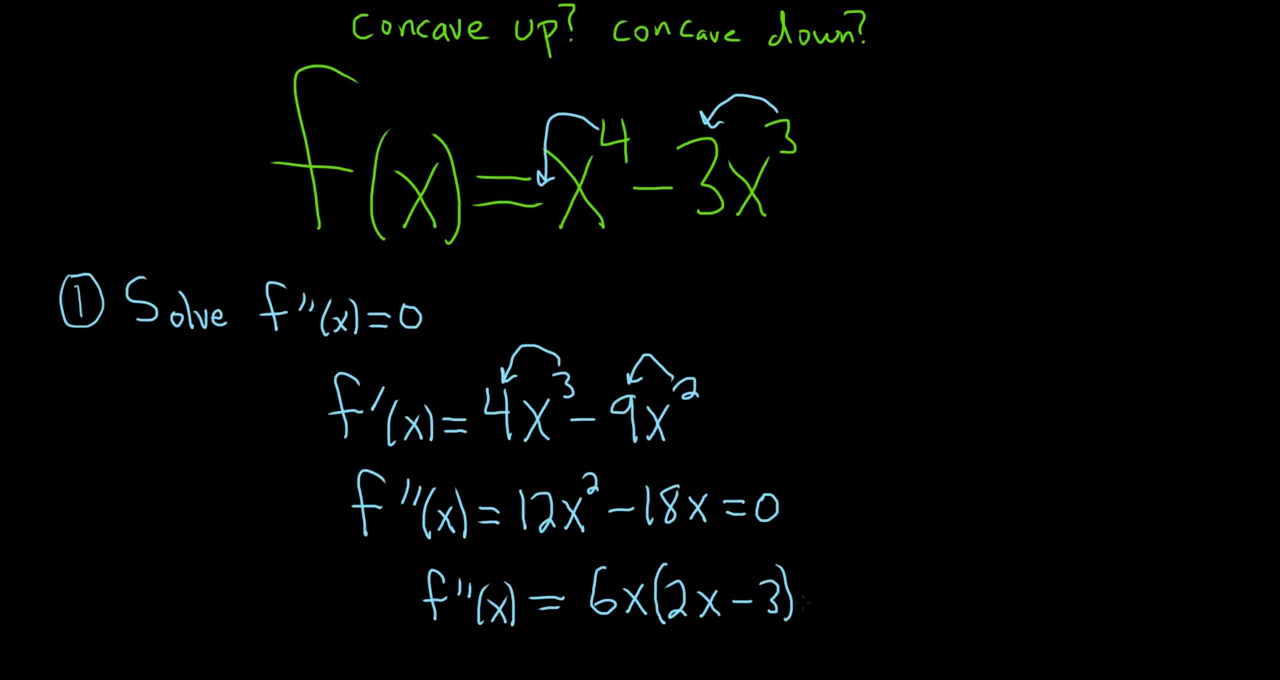 concave up? concave down?
f(x)=x⁴-3x³
① Solve f''(x)=0
f'(x)=4x³-9x²
f''(x)=12x²-18x=0
f''(x)=6x(2x-3)